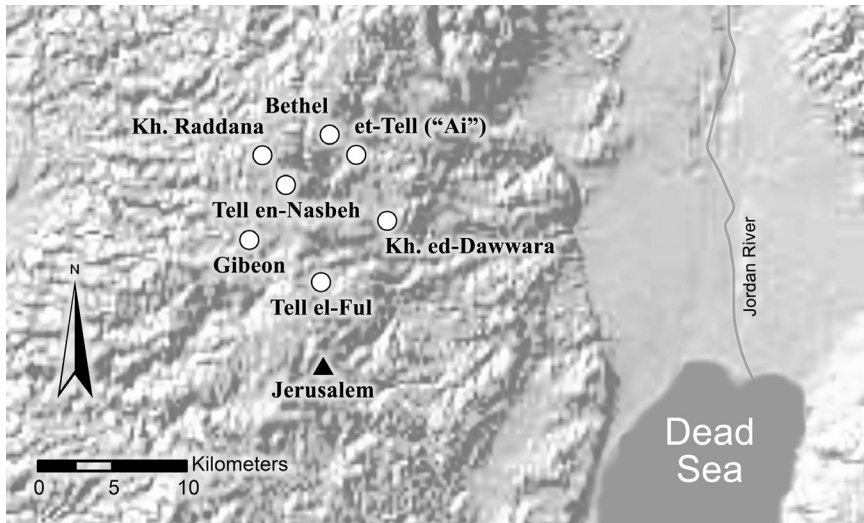 Bethel
Kh. Raddana
et-Tell (“Ai”)
Tell en-Nasbeh
Kh. ed-Dawwara
Gibeon
Tell el-Ful
Jerusalem
N
Jordan River
Dead
Sea
Kilometers
0 5 10